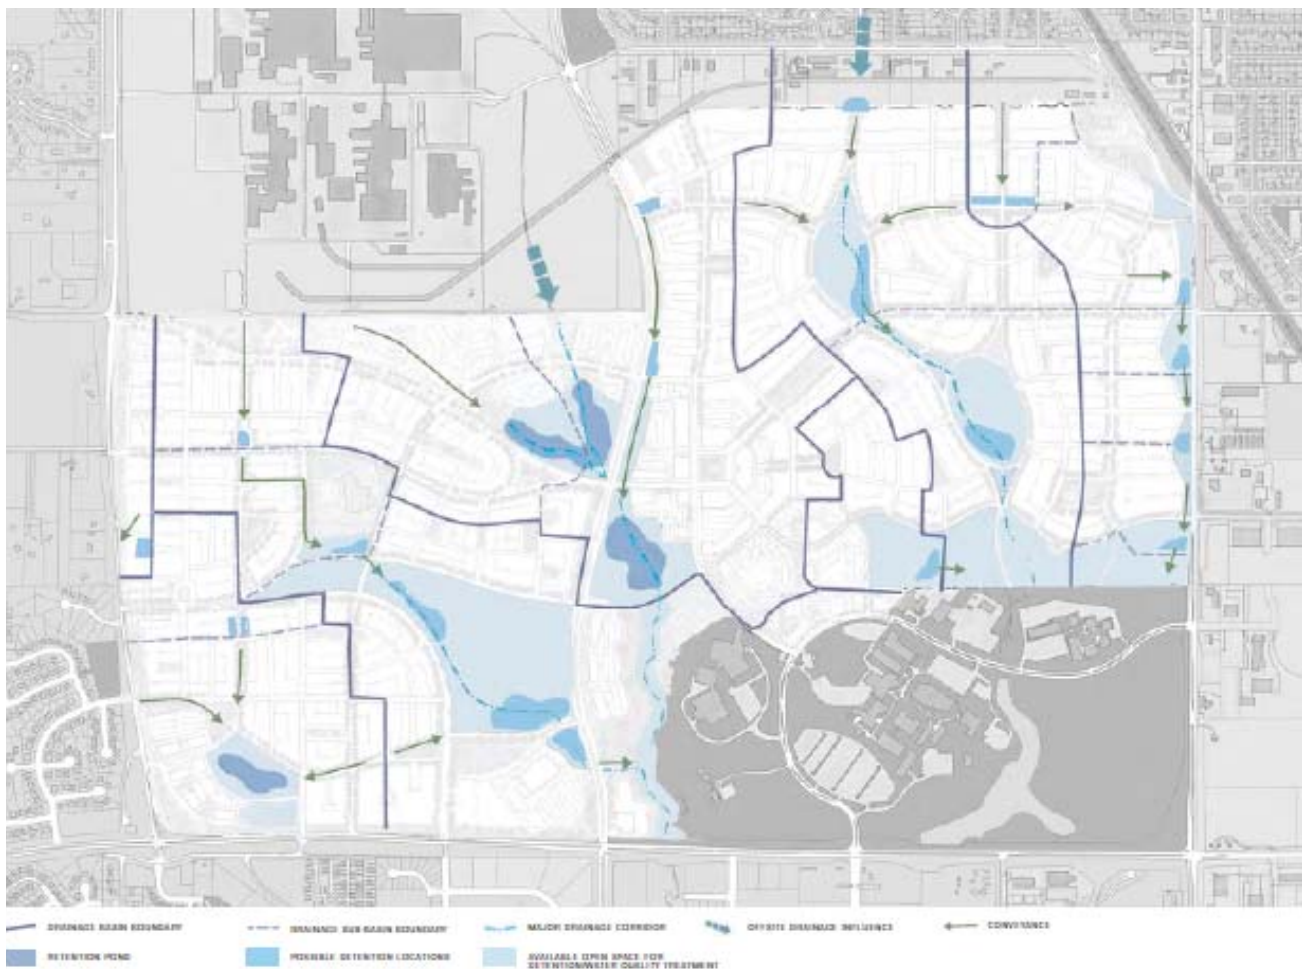 DRAINAGE BASIN BOUNDARY
DRAINAGE SUB-BASIN BOUNDARY
MAJOR DRAINAGE CORRIDOR
OFFSITE DRAINAGE INFLUENCE
CONVEYANCE
RETENTION POND
POSSIBLE DETENTION LOCATIONS
AVAILABLE OPEN SPACE FOR
DETENTION/WATER QUALITY TREATMENT